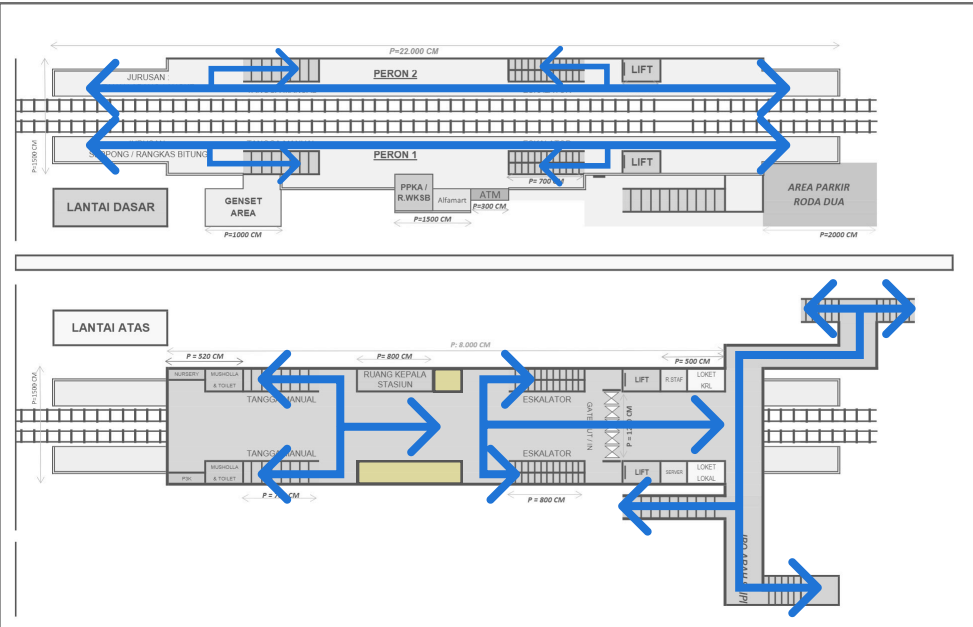 P=22.000 CM
JURUSAN
PERON 2
LIFT
P=1500 CM
SERPONG / RANGKAS BITUNG
PERON 1
LIFT
P= 700 CM
LANTAI DASAR
GENSET
AREA
P=1000 CM
PPKA /
R.WKSB
Alfamart
ATM
P=300 CM
P=1500 CM
AREA PARKIR
RODA DUA
P=2000 CM
LANTAI ATAS
P: 8.000 CM
P = 520 CM
P= 800 CM
P= 500 CM
P=1500 CM
NURSERY
MUSHOLLA
& TOILET
RUANG KEPALA
STASIUN
LIFT
R.STAF
LOKET
KRL
TANGGA MANUAL
ESKALATOR
GATE OUT / IN
TANGGA MANUAL
ESKALATOR
MUSHOLLA
& TOILET
P3K
LIFT
SERVER
LOKET
LOKAL
P = 800 CM